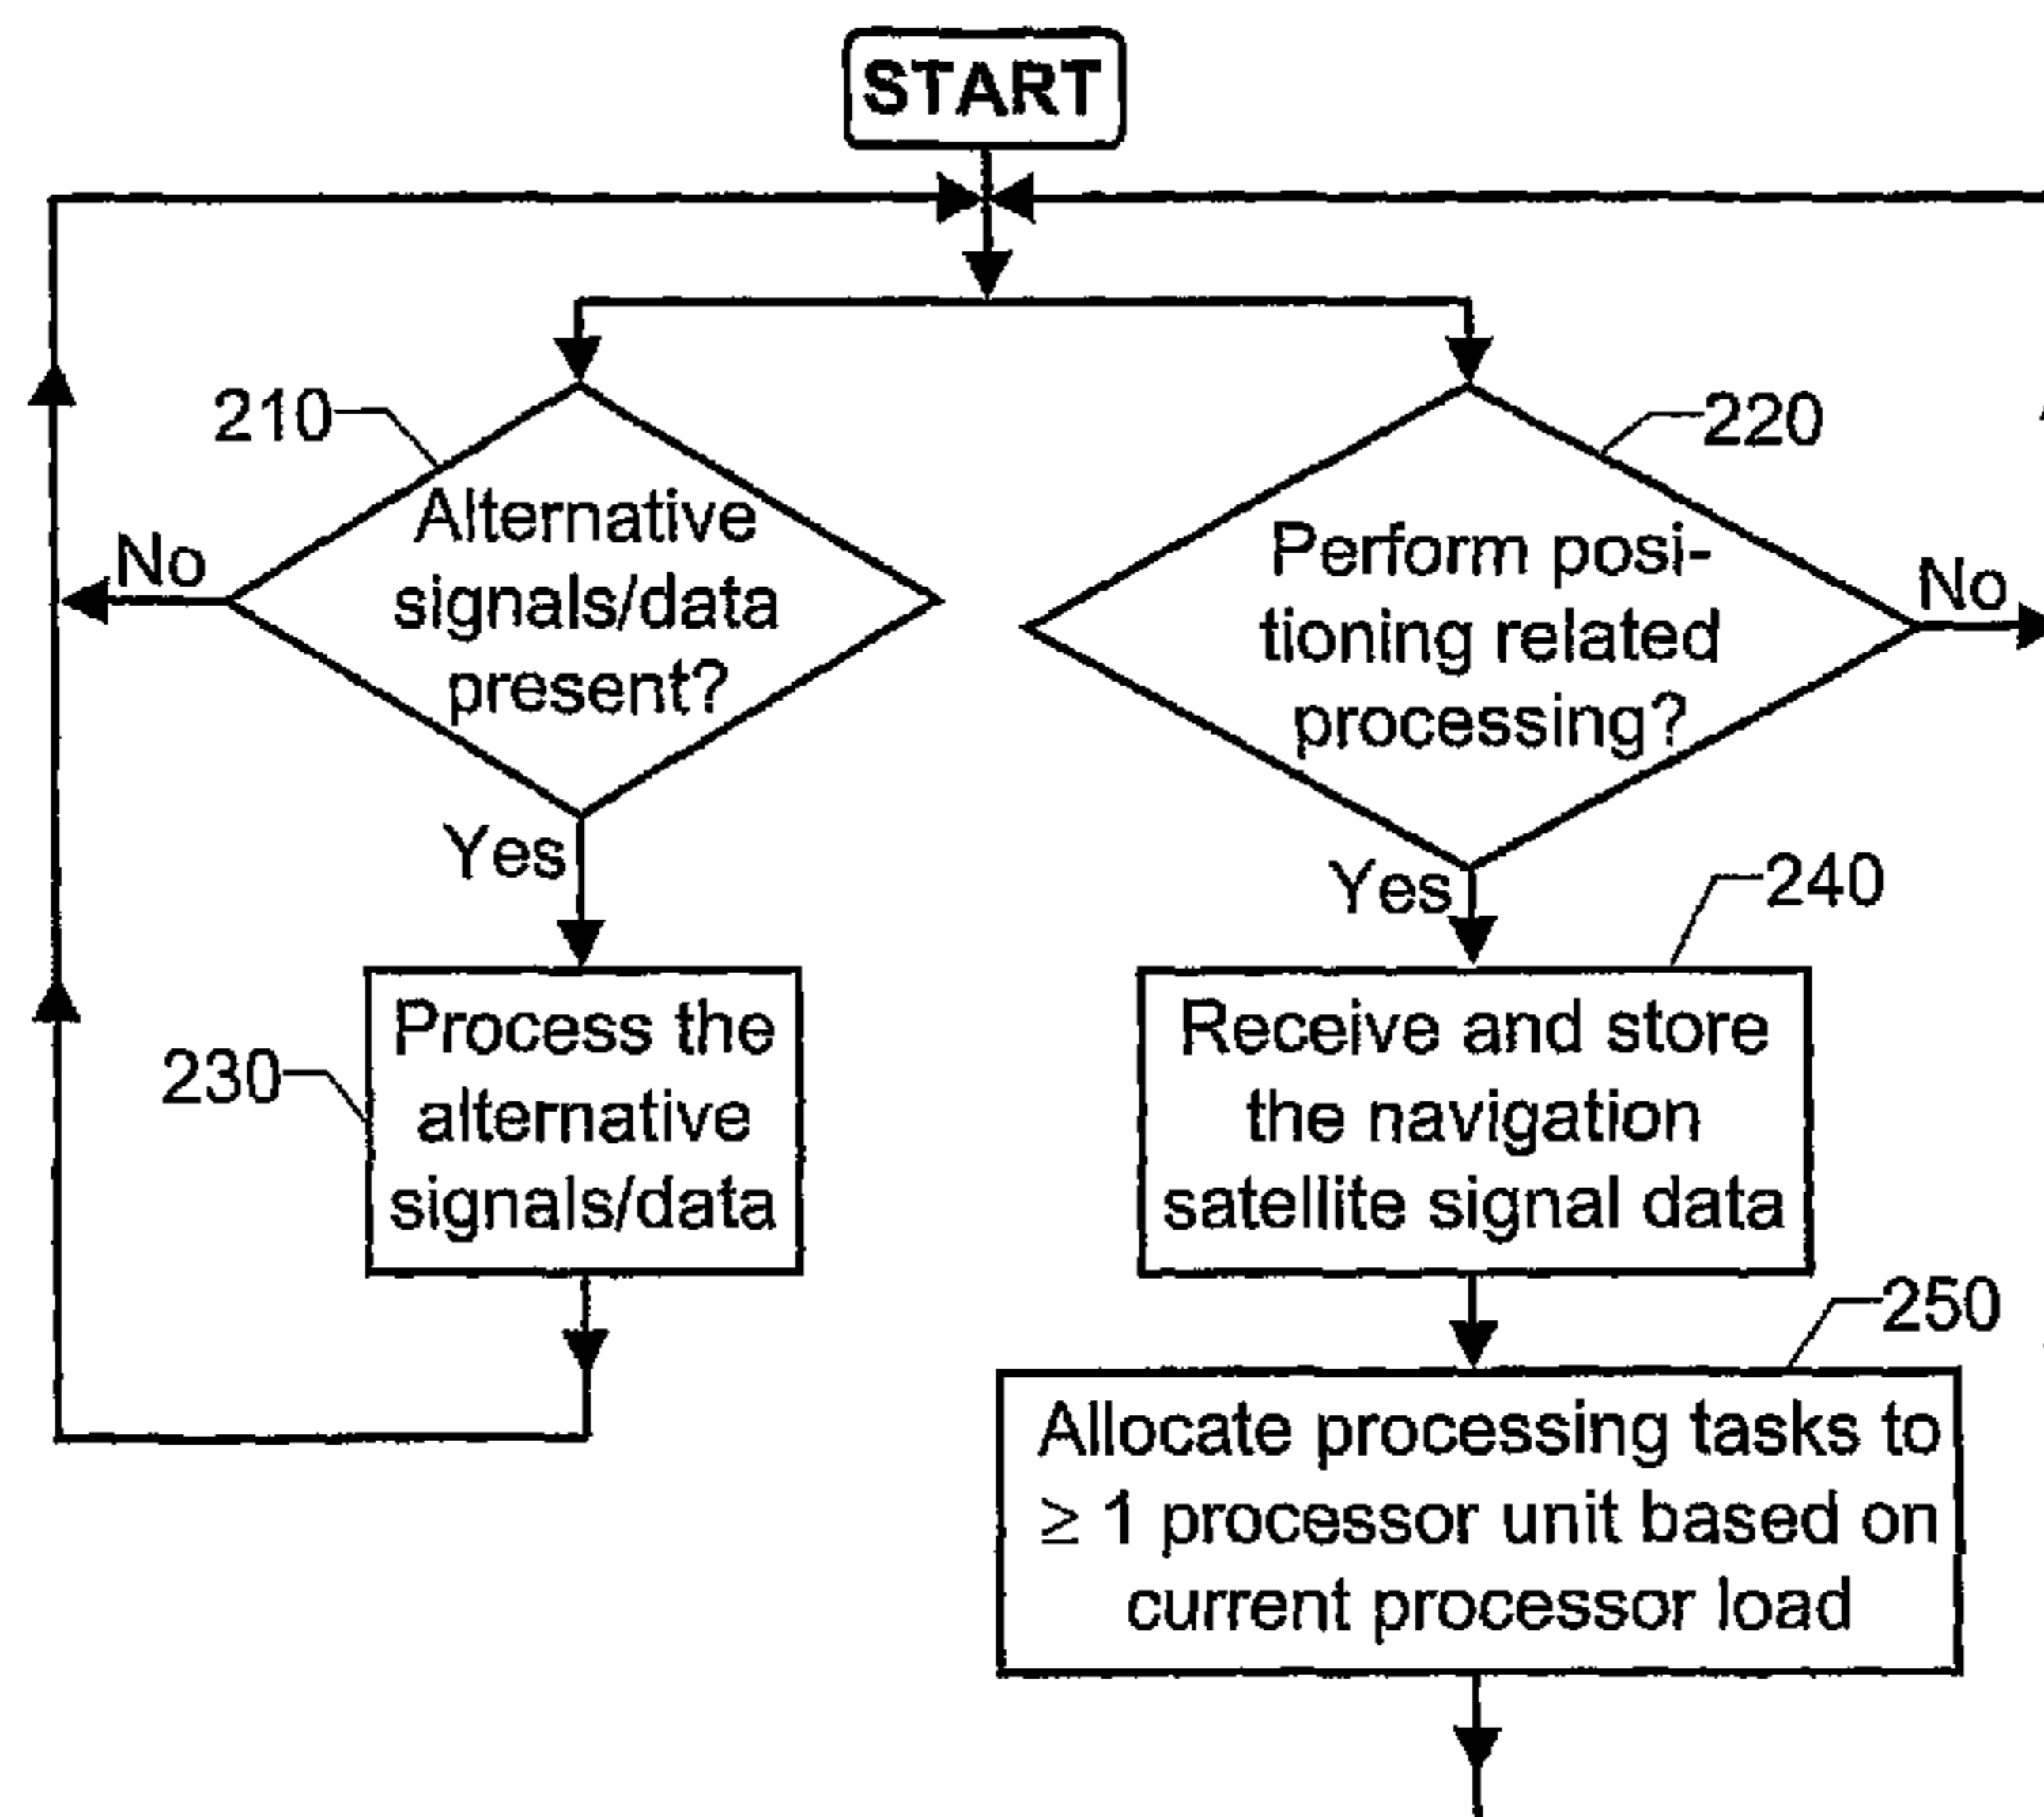 START
210
Alternative
signals/data
present?
No
Yes
220
Perform posi-
tioning related
processing?
No
Yes
230
Process the
alternative
signals/data
240
Receive and store
the navigation
satellite signal data
250
Allocate processing tasks to
≥ 1 processor unit based on
current processor load